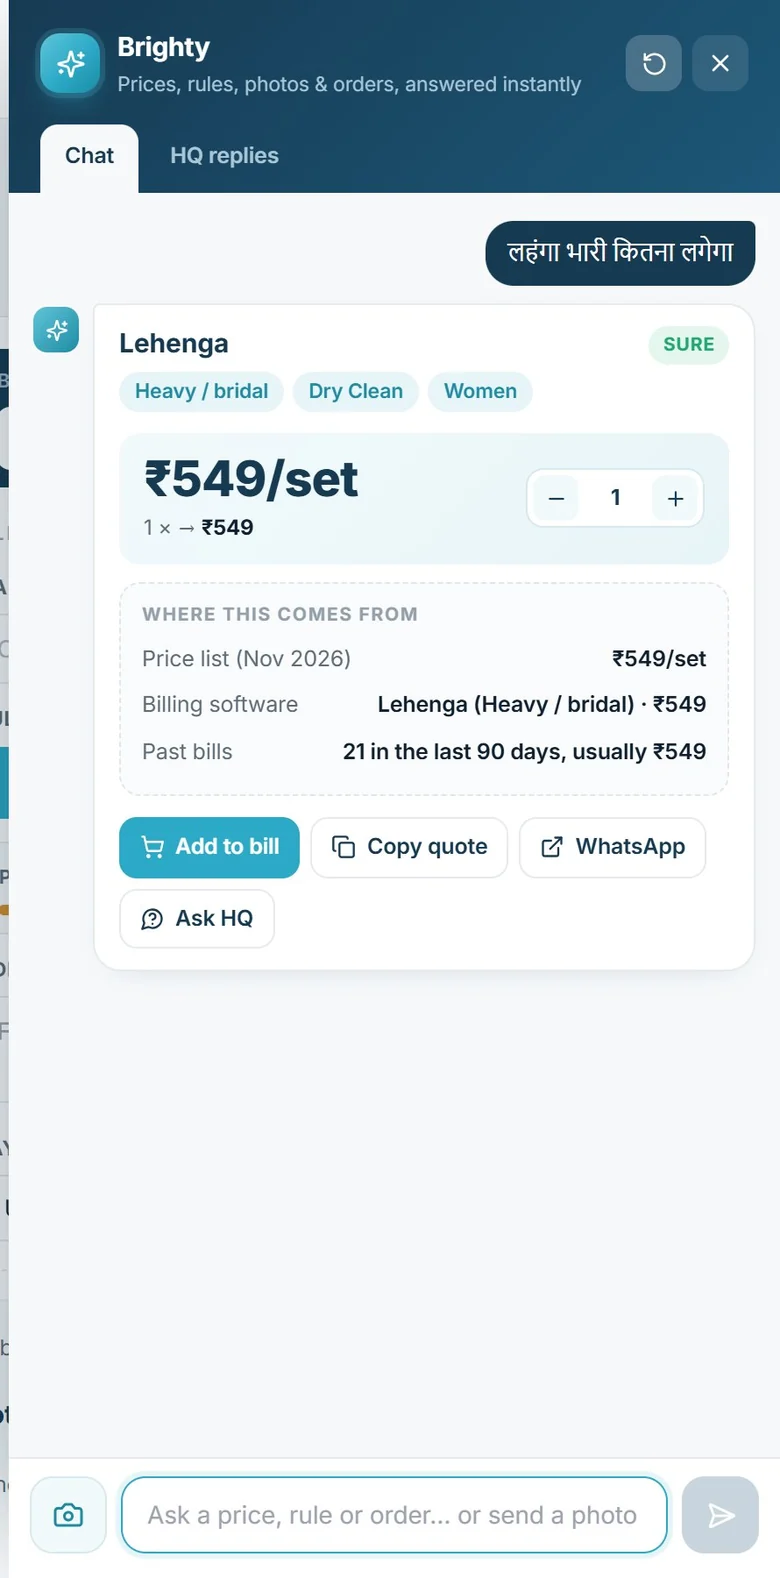 Brighty
Prices, rules, photos & orders, answered instantly
Chat
HQ replies
लहंगा भारी कितना लगेगा
Lehenga
SURE
Heavy / bridal
Dry Clean
Women
₹549/set
1 × → ₹549
− 1 +
WHERE THIS COMES FROM
Price list (Nov 2026) ₹549/set
Billing software Lehenga (Heavy / bridal) · ₹549
Past bills 21 in the last 90 days, usually ₹549
Add to bill
Copy quote
WhatsApp
Ask HQ
Ask a price, rule or order... or send a photo